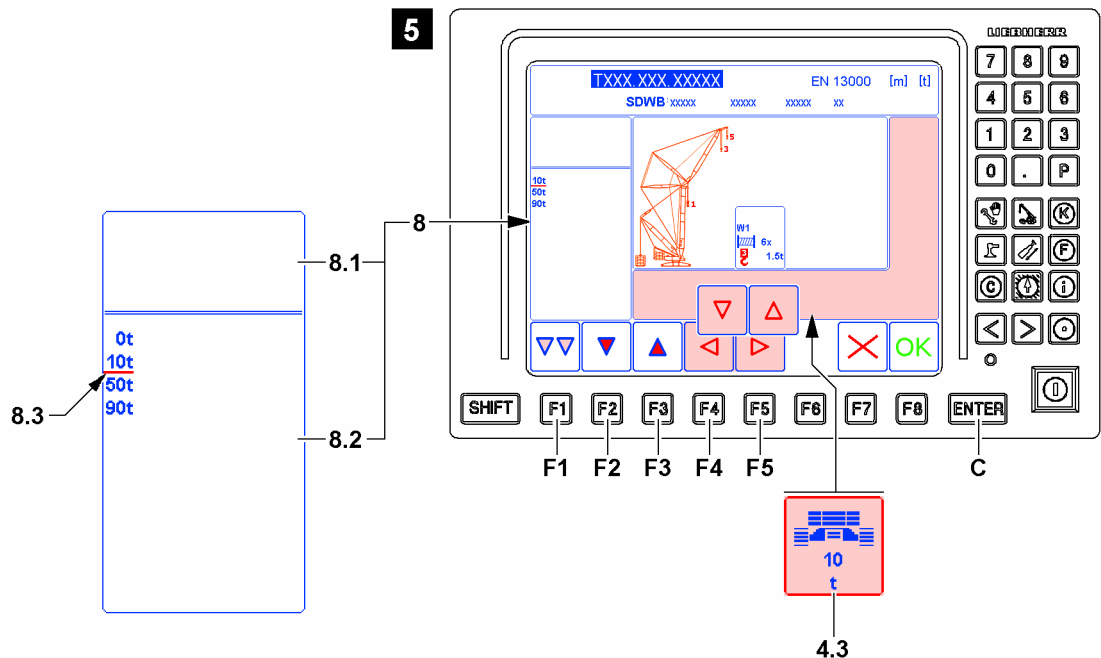 5
LIEBHERR
TXXX.XXX.XXXXX EN 13000 [m] [t]
SDWB: xxxxx xxxxx xxxxx xx
5
3
1
10t
50t
90t
W1
6x
3
1.5t
OK
7 8 9
4 5 6
1 2 3
0 . P
K
F
C i
< >
SHIFT F1 F2 F3 F4 F5 F6 F7 F8 ENTER
F1 F2 F3 F4 F5 C
8
8.1
0t
10t
50t
90t
8.3
8.2
10
t
4.3